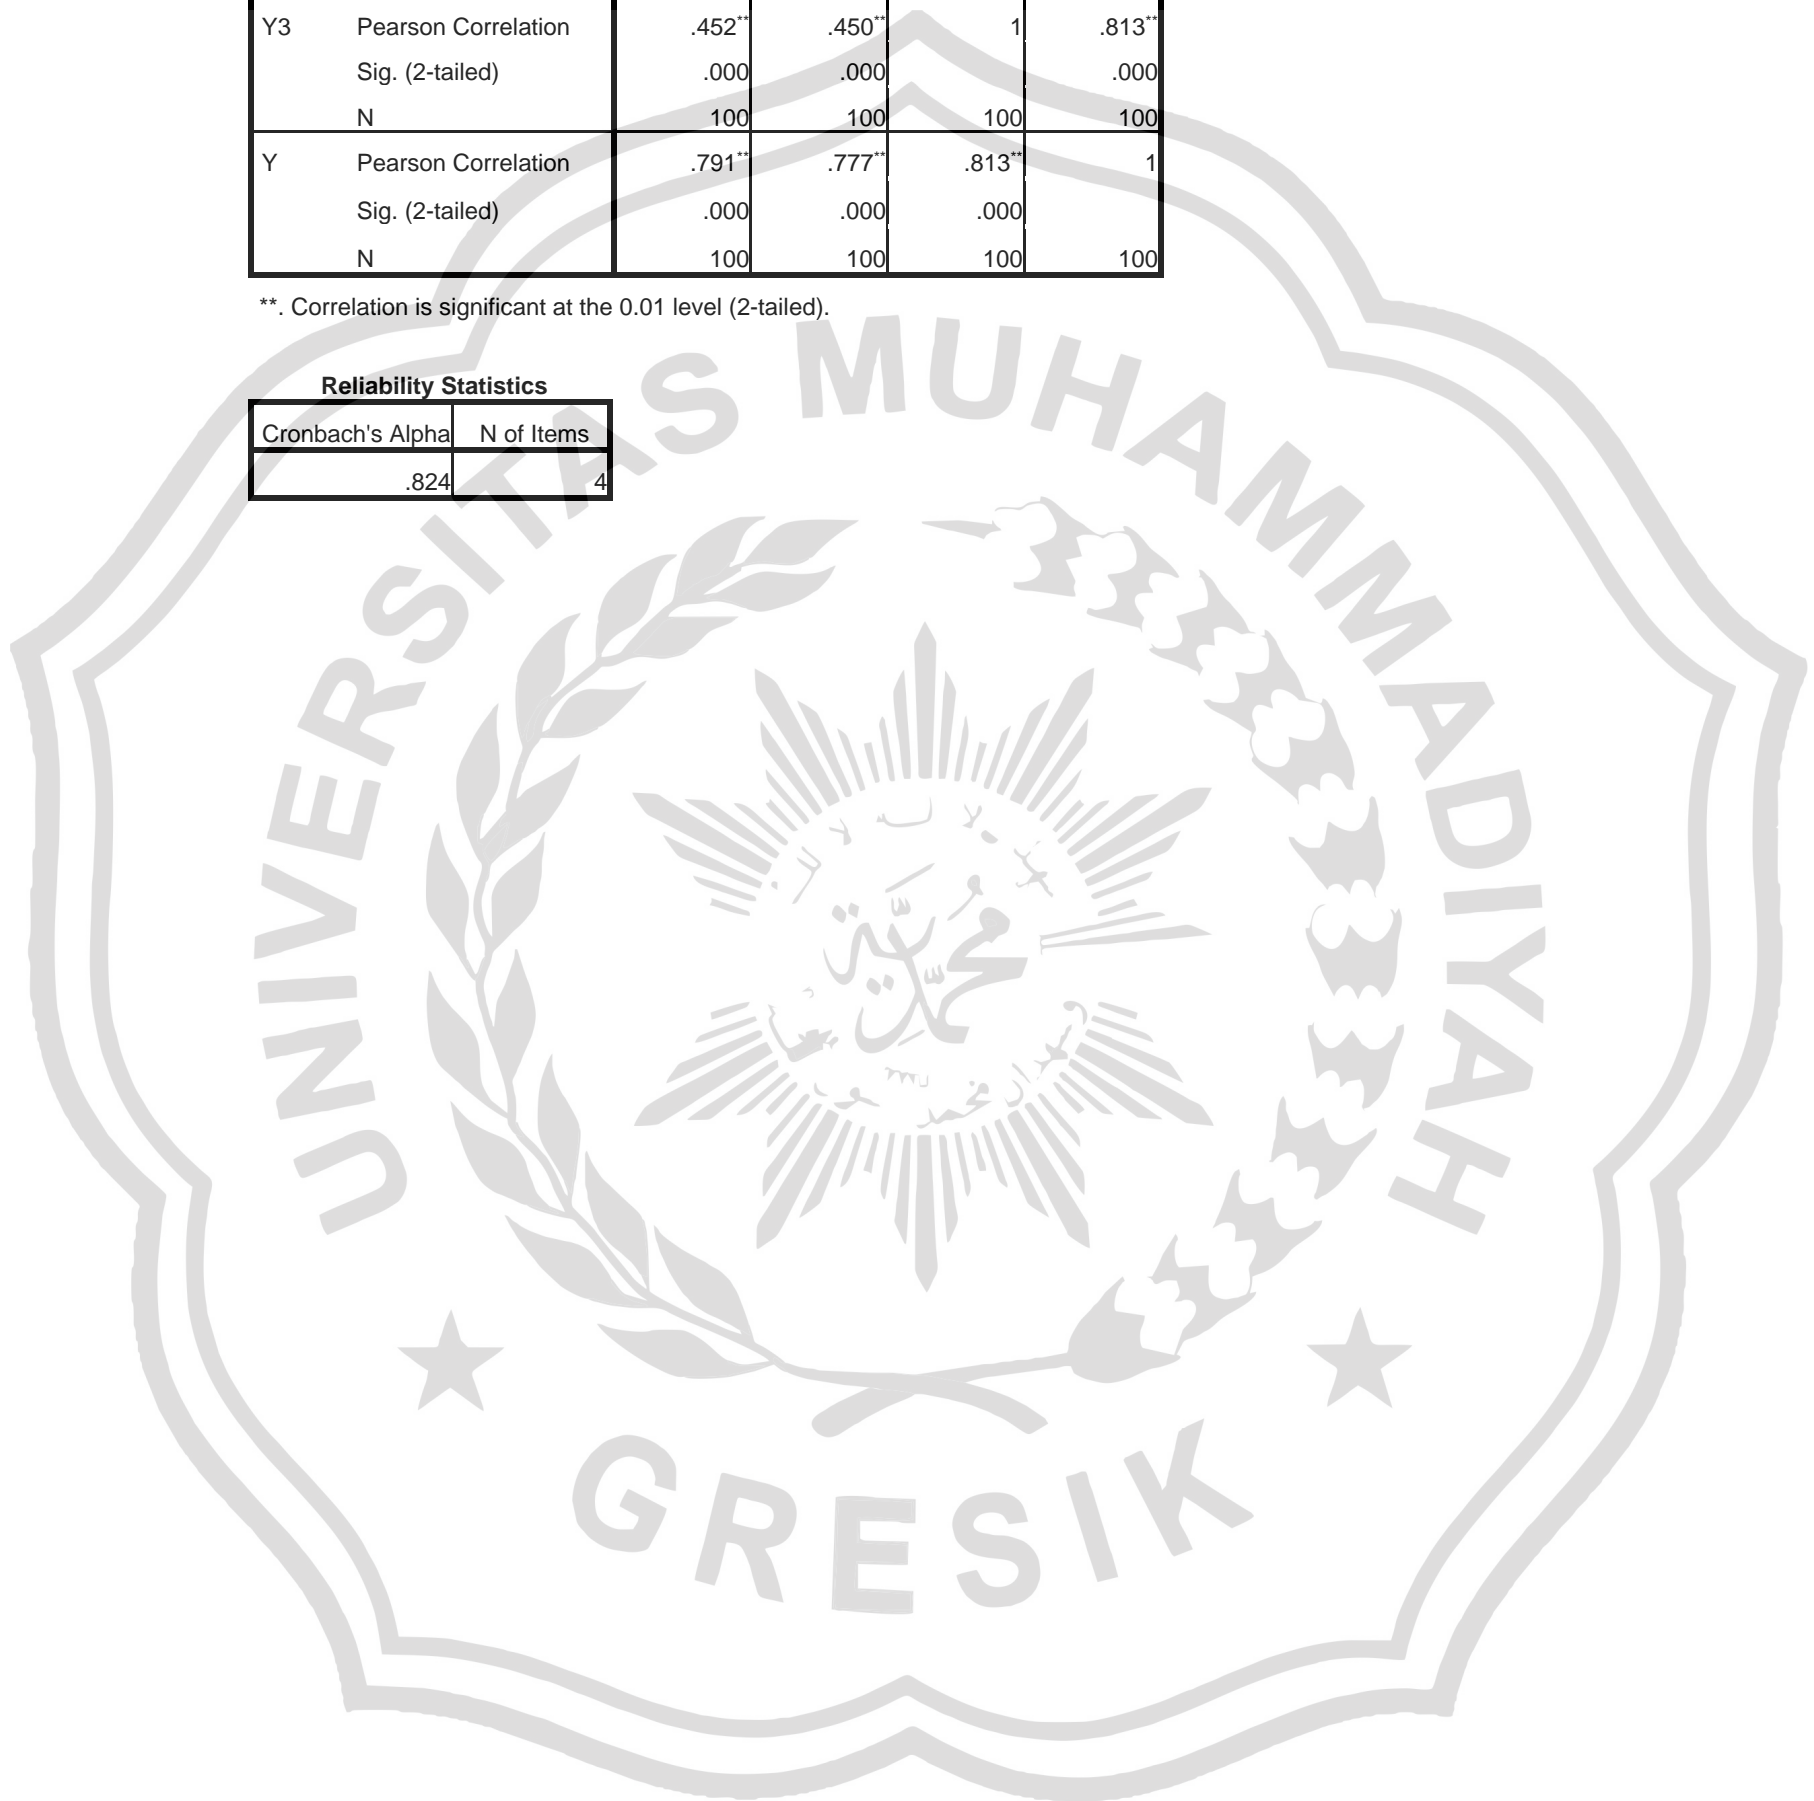 Y3 Pearson Correlation .452** .450** 1 .813**
Sig. (2-tailed) .000 .000 .000
N 100 100 100 100
Y Pearson Correlation .791** .777** .813** 1
Sig. (2-tailed) .000 .000 .000
N 100 100 100 100
**. Correlation is significant at the 0.01 level (2-tailed).
Reliability Statistics
Cronbach's Alpha N of Items
.824 4
UNIVERSITAS MUHAMMADIYAH
GRESIK